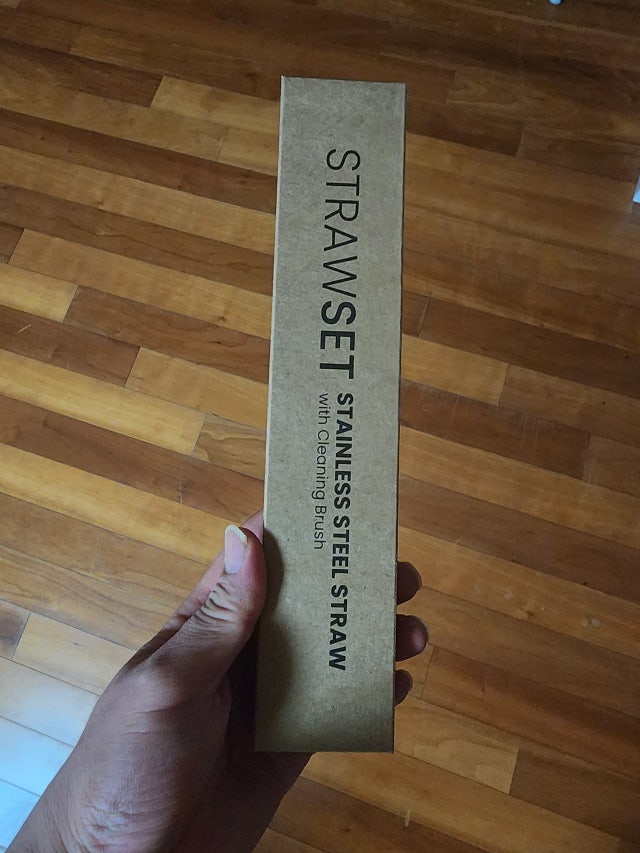 STRAWSET
STAINLESS STEEL STRAW
with Cleaning Brush